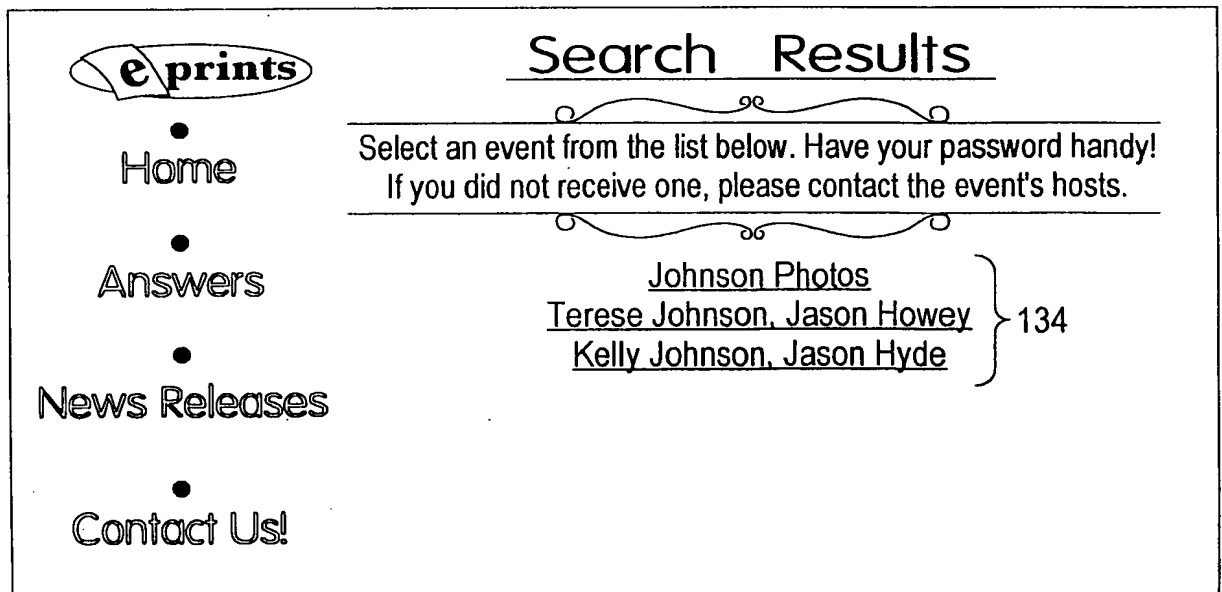 eprints
Home
Answers
News Releases
Contact Us!
Search Results
Select an event from the list below. Have your password handy!
If you did not receive one, please contact the event's hosts.
Johnson Photos
Terese Johnson, Jason Howey
Kelly Johnson, Jason Hyde
134